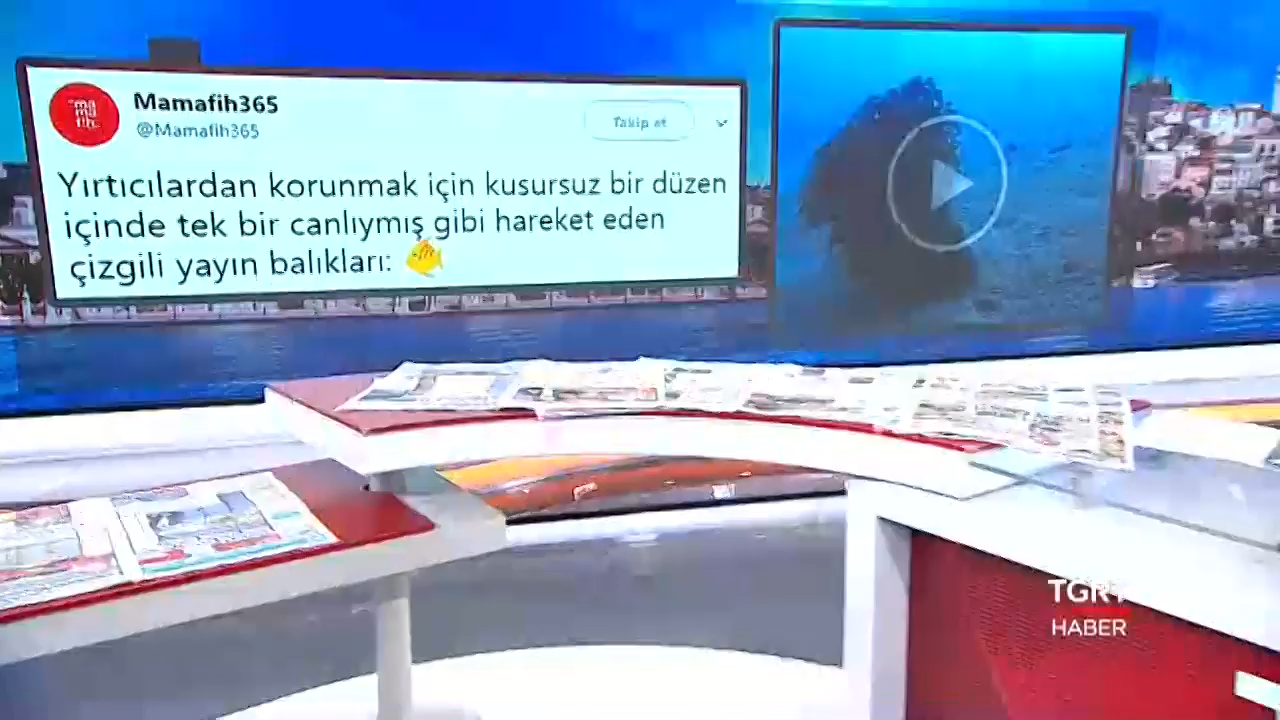 Mamafih365
@Mamafih365
Takip et
Yırtıcılardan korunmak için kusursuz bir düzen
içinde tek bir canlıymış gibi hareket eden
çizgili yayın balıkları:
TGRT
HABER